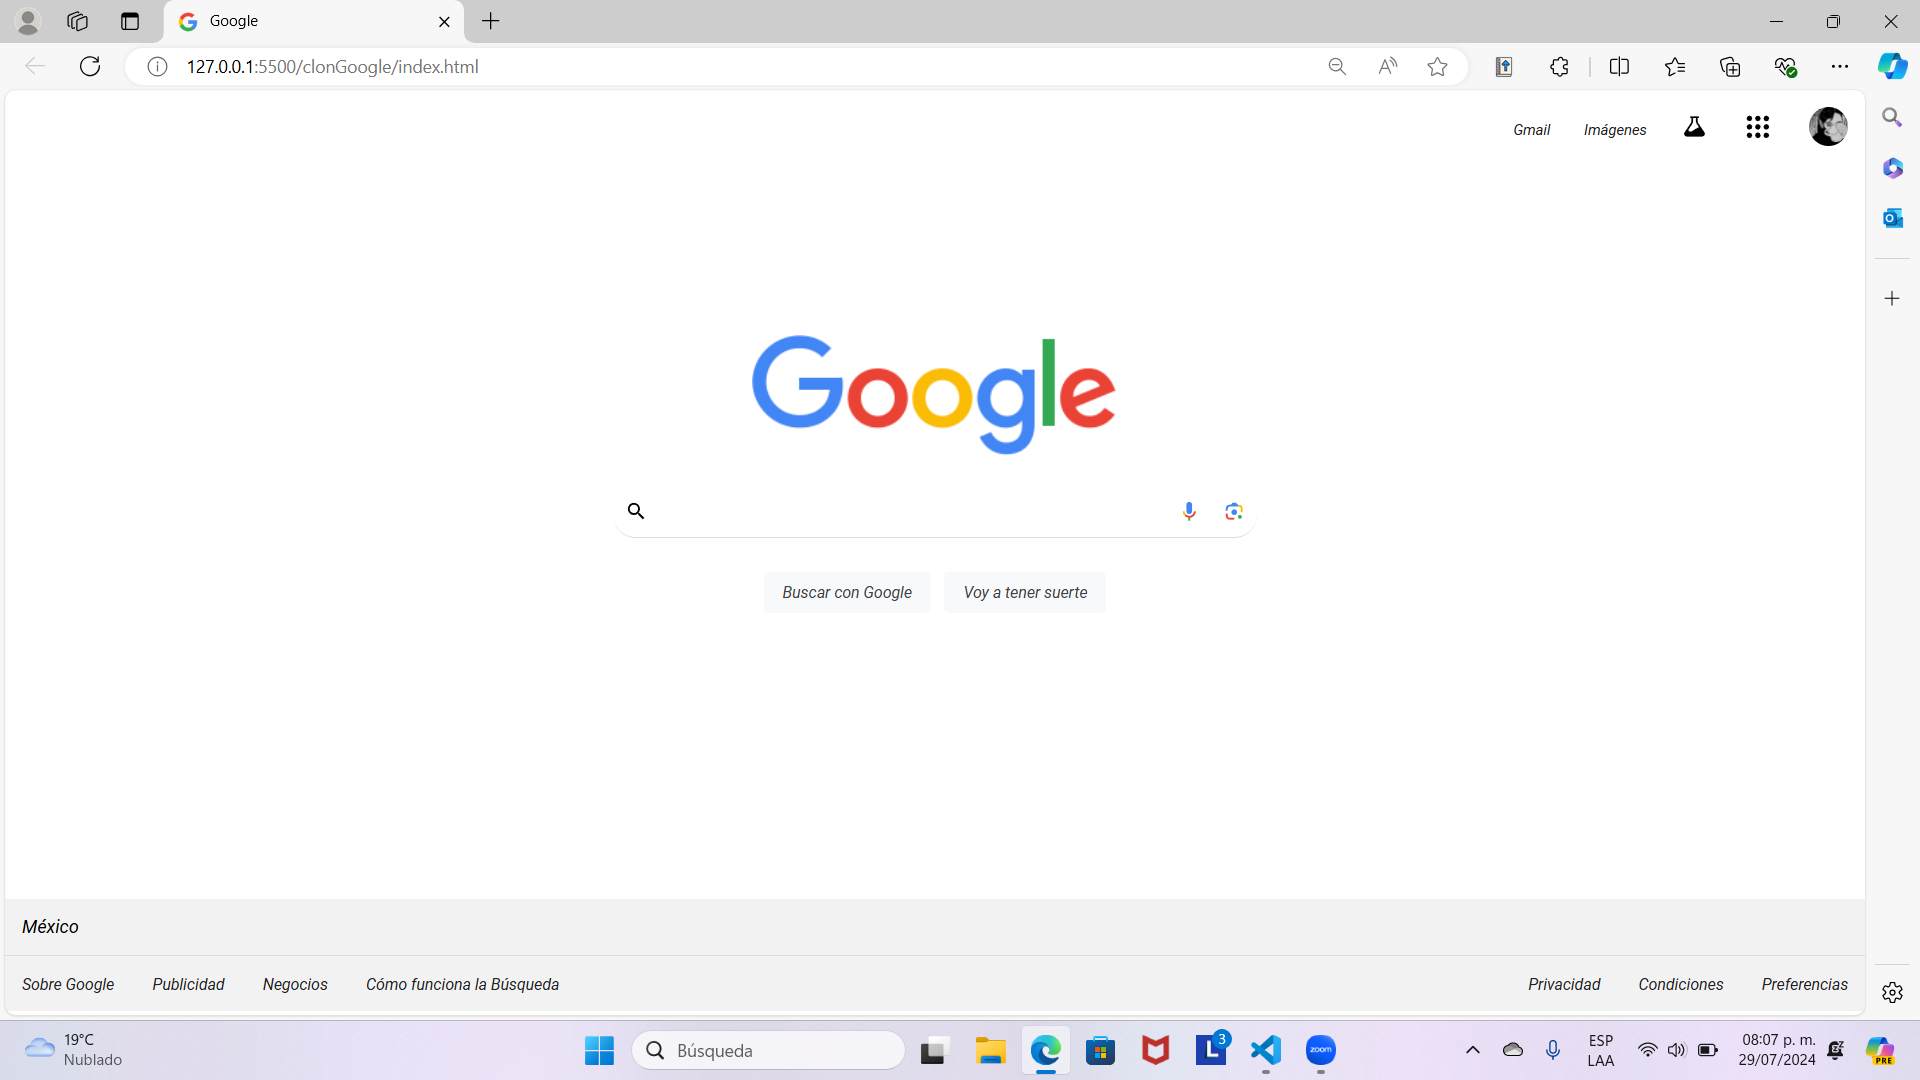 Google
127.0.0.1:5500/clonGoogle/index.html
Gmail
Imágenes
Google
Buscar con Google
Voy a tener suerte
México
Sobre Google
Publicidad
Negocios
Cómo funciona la Búsqueda
Privacidad
Condiciones
Preferencias
19°C
Nublado
Búsqueda
L
3
zoom
ESP
LAA
08:07 p. m.
29/07/2024
PRE